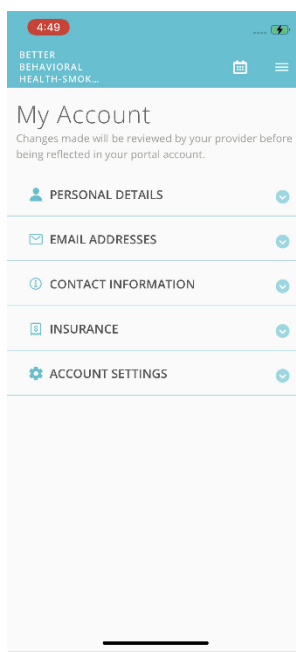 4:49
BETTER
BEHAVIORAL
HEALTH-SMOK...
My Account
Changes made will be reviewed by your provider before
being reflected in your portal account.
PERSONAL DETAILS
EMAIL ADDRESSES
CONTACT INFORMATION
INSURANCE
ACCOUNT SETTINGS